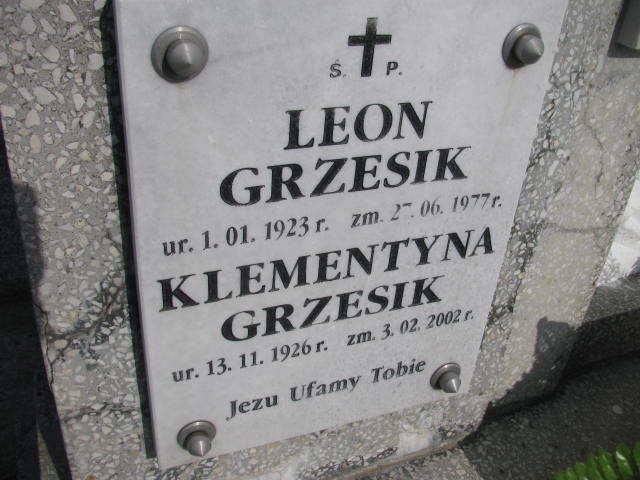 Ś. P.
LEON
GRZESIK
ur. 1.01.1923 r. zm. 27.06.1977 r.
KLEMENTYNA
GRZESIK
ur. 13.11.1926 r. zm. 3.02.2002 r.
Jezu Ufamy Tobie